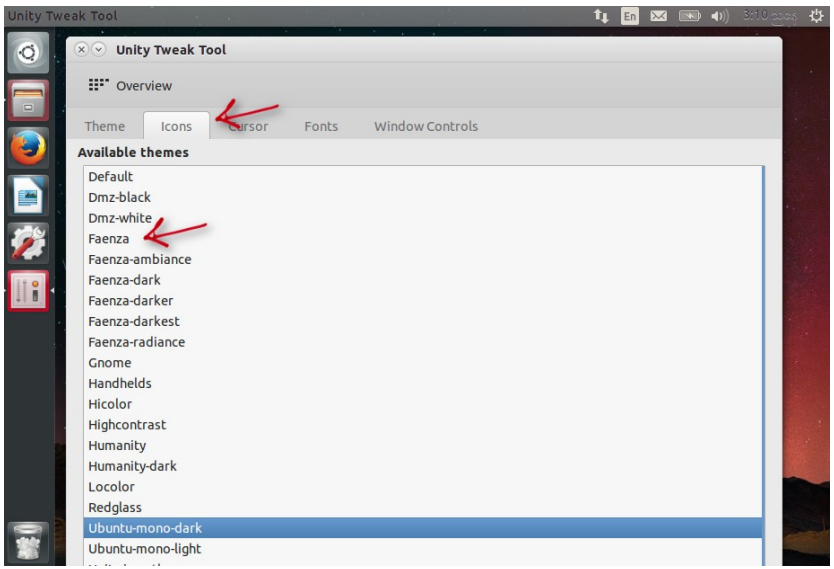 Unity Tweak Tool
En
Unity Tweak Tool
Overview
Theme Icons Cursor Fonts Window Controls
Available themes
Default
Dmz-black
Dmz-white
Faenza
Faenza-ambiance
Faenza-dark
Faenza-darker
Faenza-darkest
Faenza-radiance
Gnome
Handhelds
Hicolor
Highcontrast
Humanity
Humanity-dark
Locolor
Redglass
Ubuntu-mono-dark
Ubuntu-mono-light